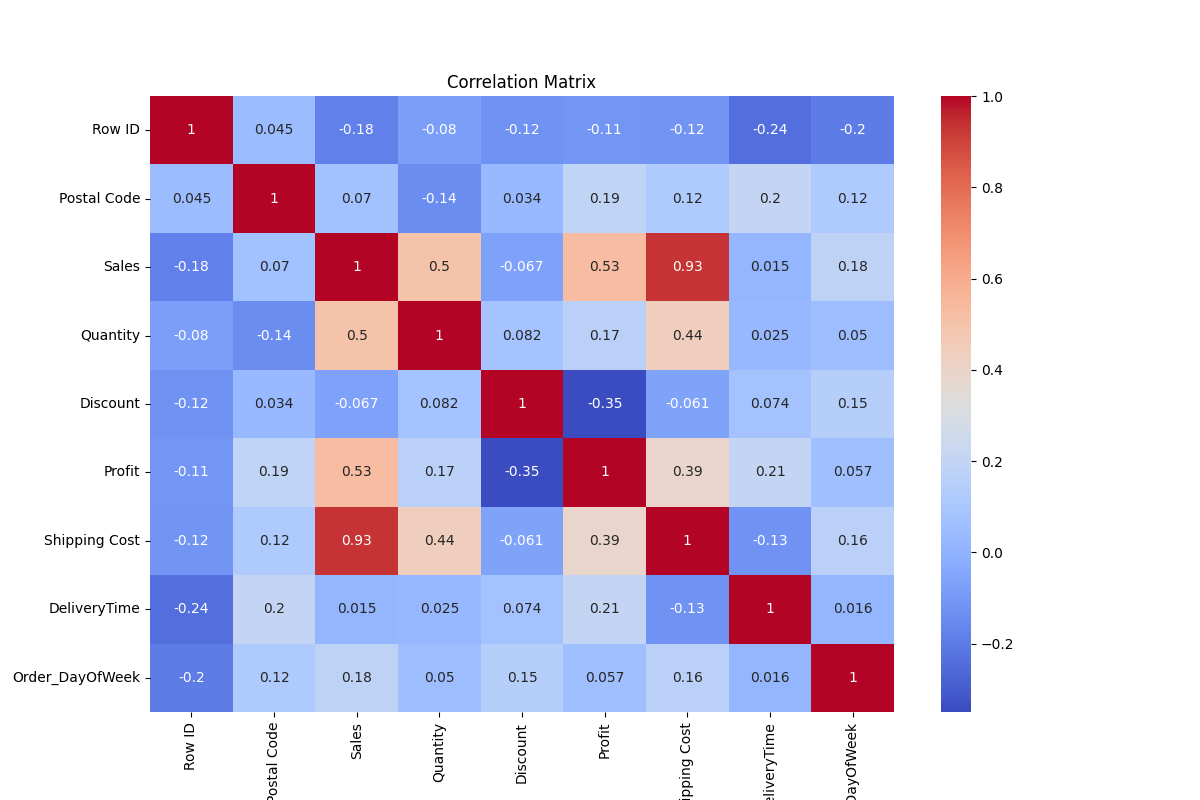 Correlation Matrix
Row ID 1 0.045 -0.18 -0.08 -0.12 -0.11 -0.12 -0.24 -0.2
Postal Code 0.045 1 0.07 -0.14 0.034 0.19 0.12 0.2 0.12
Sales -0.18 0.07 1 0.5 -0.067 0.53 0.93 0.015 0.18
Quantity -0.08 -0.14 0.5 1 0.082 0.17 0.44 0.025 0.05
Discount -0.12 0.034 -0.067 0.082 1 -0.35 -0.061 0.074 0.15
Profit -0.11 0.19 0.53 0.17 -0.35 1 0.39 0.21 0.057
Shipping Cost -0.12 0.12 0.93 0.44 -0.061 0.39 1 -0.13 0.16
DeliveryTime -0.24 0.2 0.015 0.025 0.074 0.21 -0.13 1 0.016
Order_DayOfWeek -0.2 0.12 0.18 0.05 0.15 0.057 0.16 0.016 1
Row ID
Postal Code
Sales
Quantity
Discount
Profit
ipping Cost
eliveryTime
DayOfWeek
1.0
0.8
0.6
0.4
0.2
0.0
−0.2